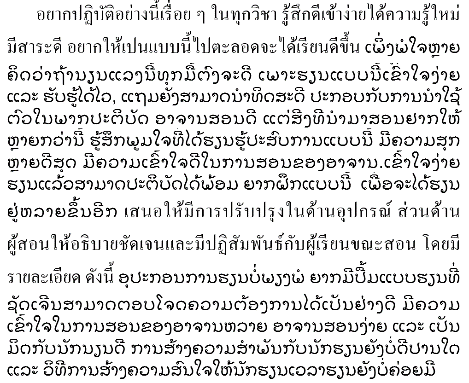 อยากปฏิบัติอย่างนี้เรื่อย ๆ ในทุกวิชา รู้สึกดีเข้าง่ายได้ความรู้ใหม่
มีสาระดี อยากให้เปนแบบนี้ไปตะลอดจะได้เรียนดีขึ้น ເພິ່ງພໍໃຈຫຼາຍ
ຄິດວ່າຖ້ານຽນແລງນີ້ທຸກມື້ຕົງຈະດີ ເພາະຮຽນແບບນີ້ເຂົ້າໃຈງ່າຍ
ແລະ ຮັບຮູ້ໄດ້ໄວ, ແຖມຍັງສາມາດນຳທິດສະດີ ປະກອບກັບການນຳໃຊ້
ຕົວໃນພາກປະຕິບັດ ອາຈານສອນດີ ແຕ່ສິ່ງທີ່ນຳມາສອນຢາກໃຫ້
ຫຼາຍກວ່ານີ້ ຮູ້ສຶກພູມໃຈທີ່ໄດ້ຮຽນຮູ້ປະສົບການແບບນີ້ ມີຄວາມສຸກ
ຫຼາຍດີສຸດ ມີຄວາມເຂົ້າໃຈດີໃນການສອນຂອງອາຈານ.ເຂົ້າໃຈງ່າຍ
ຮຽນແລ້ວສາມາດປະຕິບັດໄດ້ພ້ອມ ຍາກຝຶກແບບນີ້ ເພື່ອຈະໄດ້ຮຽນ
ຢູ່ຫລາຍຂຶ້ນອີກ เสนอให้มีการปรับปรุงในด้านอุปกรณ์ ส่วนด้าน
ผู้สอนให้อธิบายชัดเจนและมีปฏิสัมพันธ์กับผู้เรียนขณะสอน โดยมี
รายละเอียด ดังนี้ ອຸປະກອນການຮຽນບໍ່ພຽງພໍ ຍາກມີປຶ້ມແບບຮຽນທີ່
ຊັດເຈີນສາມາດຕອບໂຈດຄວາມຕ້ອງການໄດ້ເປັນຢ່າງດີ ມີຄວາມ
ເຂົ້າໃຈໃນການສອນຂອງອາຈານຫລາຍ ອາຈານສອນງ່າຍ ແລະ ເປັນ
ມິດກັບນັກນຽນດີ ການສ້າງຄວາມສຳພັນກັບນັກຮຽນຍັງບໍ່ດີປານໃດ
ແລະ ວິທີການສ້າງຄວາມສົນໃຈໃຫ້ນັກຮຽນເວລາຮຽນຍັງບໍ່ຄ່ອຍມີ